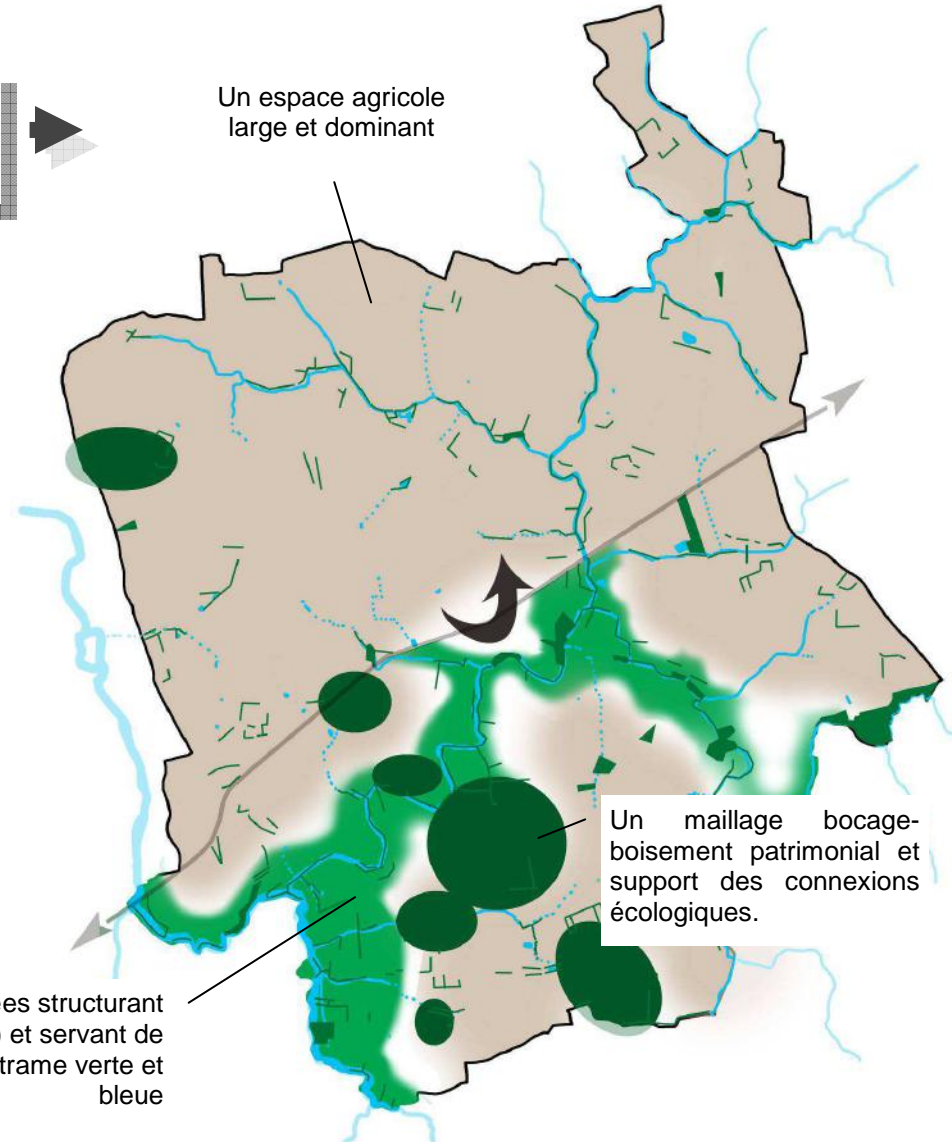 Un espace agricole
large et dominant
Un maillage bocage-
boisement patrimonial et
support des connexions
écologiques.
es structurant
et servant de
trame verte et
bleue